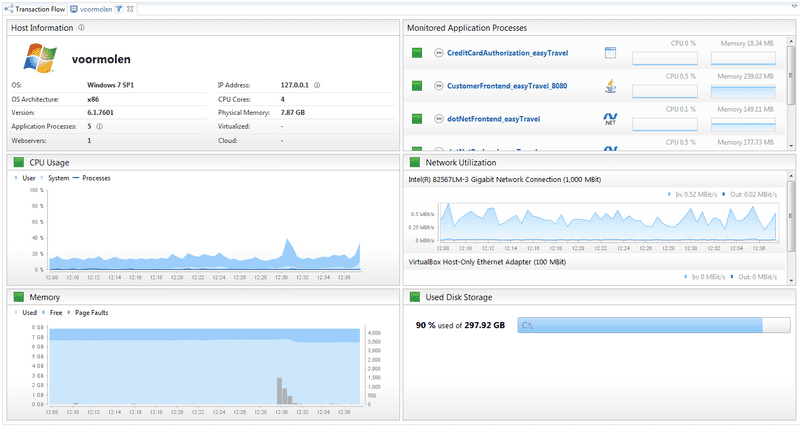 Transaction Flow voormolen
Host Information
voormolen
OS: Windows 7 SP1 IP Address: 127.0.0.1
OS Architecture: x86 CPU Cores: 4
Version: 6.1.7601 Physical Memory: 7.87 GB
Application Processes: 5 Virtualized: -
Webservers: 1 Cloud: -
Monitored Application Processes
CPU 0 % Memory 18.34 MB
CreditCardAuthorization_easyTravel
CPU 0.5 % Memory 239.02 MB
CustomerFrontend_easyTravel_8080
CPU 0.1 % Memory 149.11 MB
dotNetFrontend_easyTravel
.NET
CPU 0.5 % Memory 177.73 MB
CPU Usage
User System Processes
100 %
80 %
60 %
40 %
20 %
0 %
12:08 12:10 12:12 12:14 12:16 12:18 12:20 12:22 12:24 12:26 12:28 12:30 12:32 12:34 12:36 12:38
Network Utilization
Intel(R) 82567LM-3 Gigabit Network Connection (1,000 MBit)
In: 0.52 MBit/s Out: 0.02 MBit/s
0.5 MBit/s
0.25 MBit/s
0 MBit/s
12:08 12:10 12:12 12:14 12:16 12:18 12:20 12:22 12:24 12:26 12:28 12:30 12:32 12:34 12:36 12:38
VirtualBox Host-Only Ethernet Adapter (100 MBit)
In: 0 MBit/s Out: 0 MBit/s
Memory
Used Free Page Faults
8 GB
7 GB
6 GB
5 GB
4 GB
3 GB
2 GB
1 GB
0 GB
4,000
3,500
3,000
2,500
2,000
1,500
1,000
500
0
12:08 12:10 12:12 12:14 12:16 12:18 12:20 12:22 12:24 12:26 12:28 12:30 12:32 12:34 12:36 12:38
Used Disk Storage
90 % used of 297.92 GB C:\